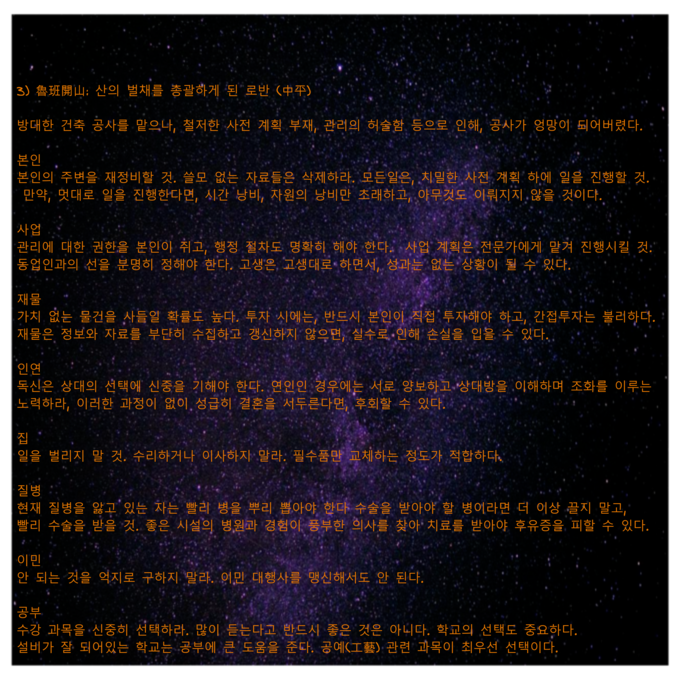 3) 魯班開山: 산의 벌채를 총괄하게 된 로반 (中平)
방대한 건축 공사를 맡으나, 철저한 사전 계획 부재, 관리의 허술함 등으로 인해, 공사가 엉망이 되어버렸다.
본인
본인의 주변을 재정비할 것. 쓸모 없는 자료들은 삭제하라. 모든일은, 치밀한 사전 계획 하에 일을 진행할 것.
만약, 멋대로 일을 진행한다면, 시간 낭비, 자원의 낭비만 초래하고, 아무것도 이뤄지지 않을 것이다.
사업
관리에 대한 권한을 본인이 쥐고, 행정 절차도 명확히 해야 한다. 사업 계획은 전문가에게 맡겨 진행시킬 것.
동업인과의 선을 분명히 정해야 한다. 고생은 고생대로 하면서, 성과는 없는 상황이 될 수 있다.
재물
가치 없는 물건을 사들일 확률도 높다. 투자 시에는, 반드시 본인이 직접 투자해야 하고, 간접투자는 불리하다.
재물은 정보와 자료를 부단히 수집하고 갱신하지 않으면, 실수로 인해 손실을 입을 수 있다.
인연
독신은 상대의 선택에 신중을 기해야 한다. 연인인 경우에는 서로 양보하고 상대방을 이해하며 조화를 이루는
노력하라, 이러한 과정이 없이 성급히 결혼을 서두른다면, 후회할 수 있다.
집
일을 벌리지 말 것. 수리하거나 이사하지 말라. 필수품만 교체하는 정도가 적합하다.
질병
현재 질병을 앓고 있는 자는 빨리 병을 뿌리 뽑아야 한다 수술을 받아야 할 병이라면 더 이상 끌지 말고,
빨리 수술을 받을 것. 좋은 시설의 병원과 경험이 풍부한 의사를 찾아 치료를 받아야 후유증을 피할 수 있다.
이민
안 되는 것을 억지로 구하지 말라. 이민 대행사를 맹신해서도 안 된다.
공부
수강 과목을 신중히 선택하라. 많이 듣는다고 반드시 좋은 것은 아니다. 학교의 선택도 중요하다.
설비가 잘 되어있는 학교는 공부에 큰 도움을 준다. 공예(工藝) 관련 과목이 최우선 선택이다.